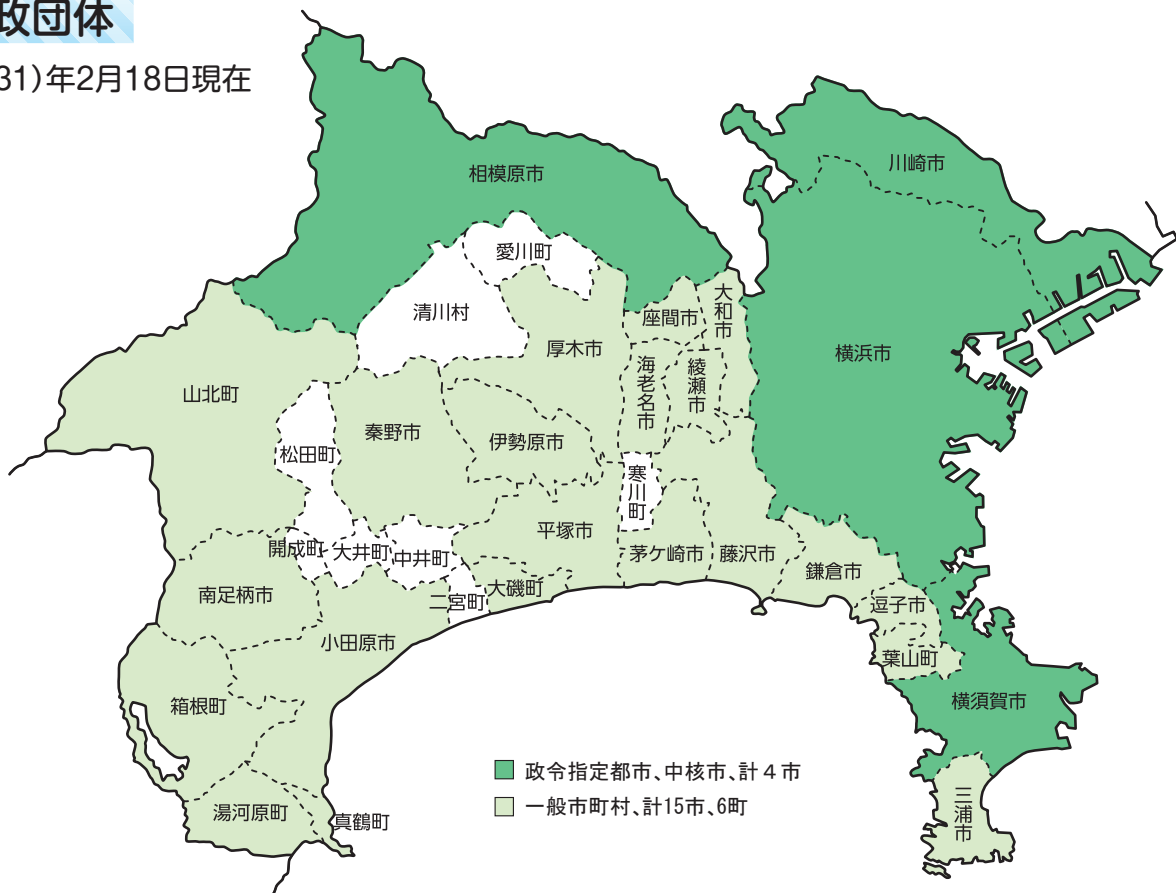 政団体
31)年2月18日現在
川崎市
相模原市
愛川町
清川村
大和市
座間市
厚木市
横浜市
海老名市
綾瀬市
山北町
秦野市
伊勢原市
松田町
寒川町
平塚市
開成町
大井町
中井町
茅ケ崎市
藤沢市
鎌倉市
南足柄市
二宮町
大磯町
逗子市
小田原市
葉山町
箱根町
横須賀市
政令指定都市、中核市、計4市
一般市町村、計15市、6町
湯河原町
真鶴町
三浦市